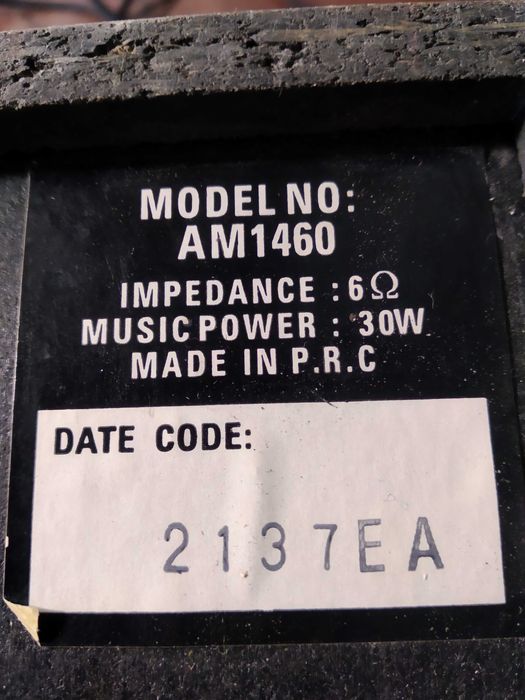 MODEL NO:
AM1460
IMPEDANCE : 6Ω
MUSIC POWER : 30W
MADE IN P.R.C
DATE CODE:
2137EA